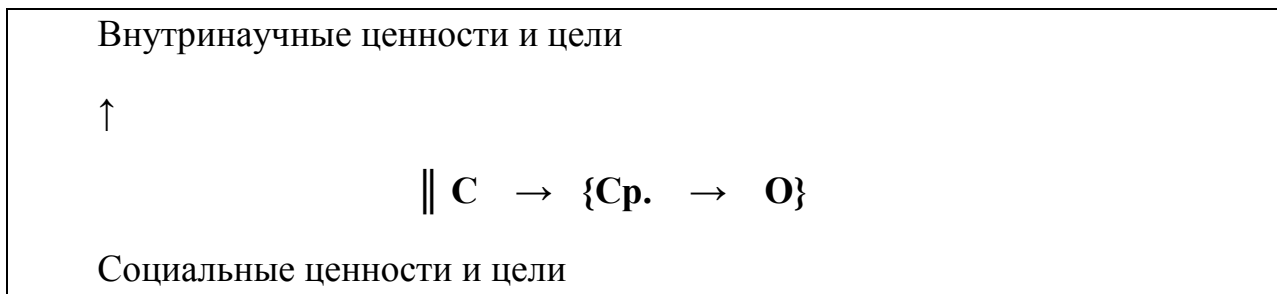 Внутринаучные ценности и цели
↑
‖ С → {Ср. → О}
Социальные ценности и цели